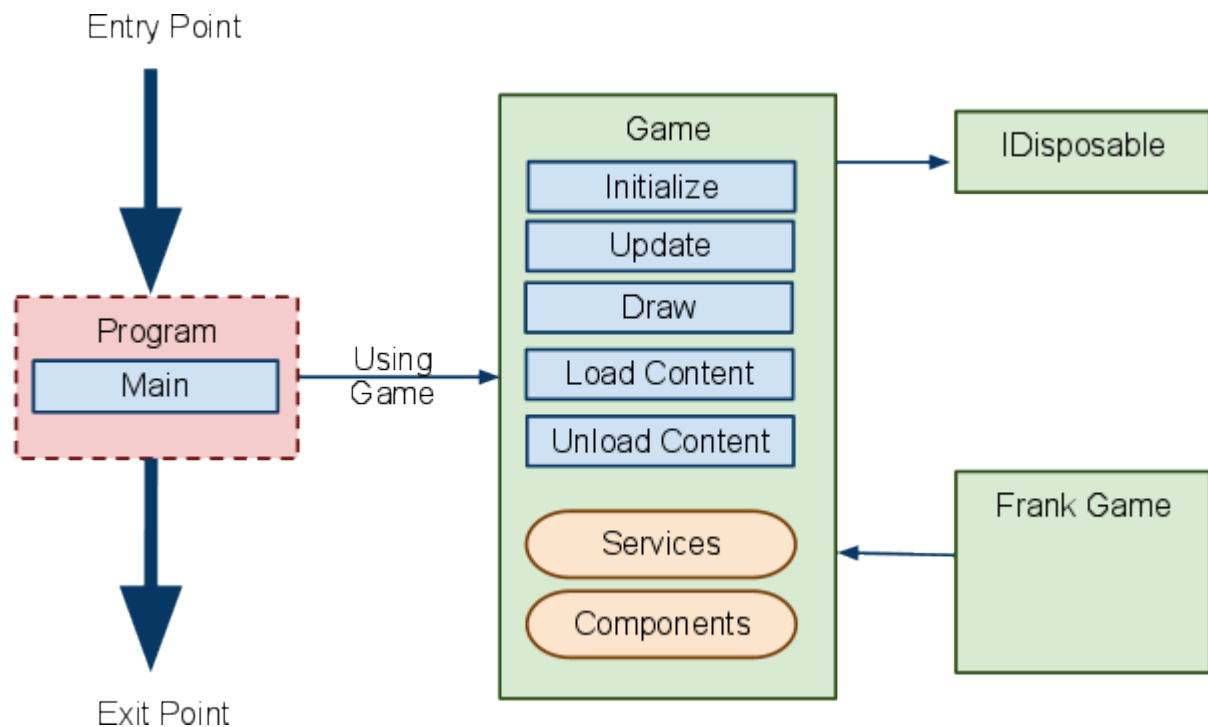 Entry Point
Program
Main
Exit Point
Using
Game
Game
Initialize
Update
Draw
Load Content
Unload Content
Services
Components
IDisposable
Frank Game